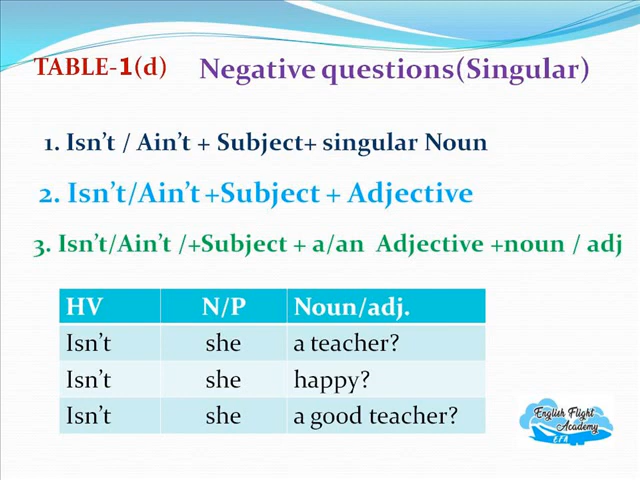 TABLE-1(d) Negative questions(Singular)
1. Isn't / Ain't + Subject+ singular Noun
2. Isn't/Ain't +Subject + Adjective
3. Isn't/Ain't /+Subject + a/an Adjective +noun / adj
HV N/P Noun/adj.
Isn't she a teacher?
Isn't she happy?
Isn't she a good teacher?
English Flight
Academy
E.F.A